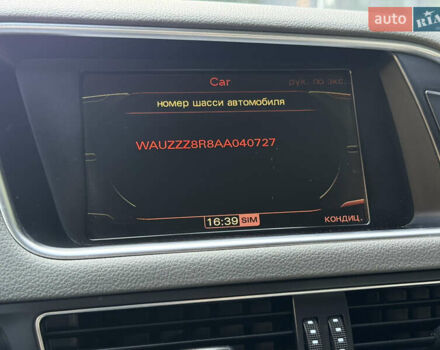 auto RIA
Car
рук. по экс.
номер шасси автомобиля
WAUZZZ8R8AA040727
16:39 SIM
кондиц.